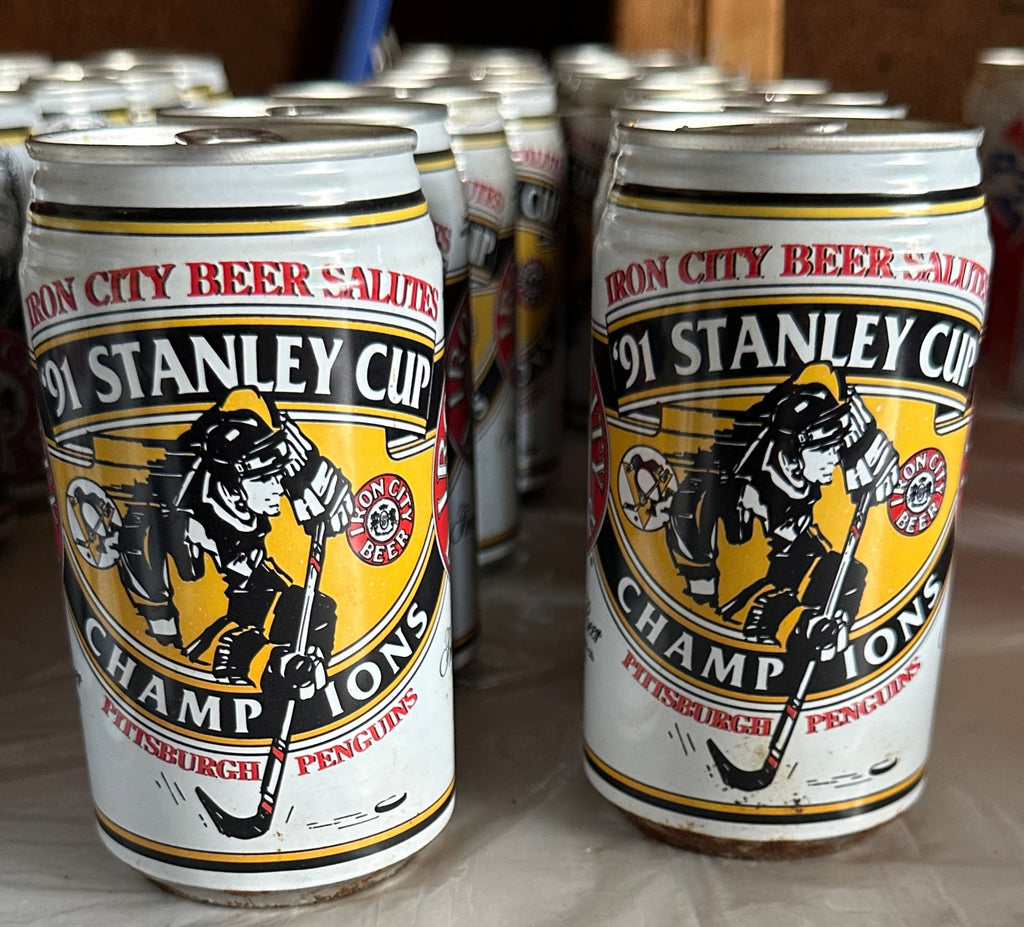 IRON CITY BEER SALUTES
'91 STANLEY CUP
IRON CITY
BEER
CHAMPIONS
PITTSBURGH PENGUINS
IRON CITY BEER SALUTES
'91 STANLEY CUP
IRON CITY
BEER
CHAMPIONS
PITTSBURGH PENGUINS